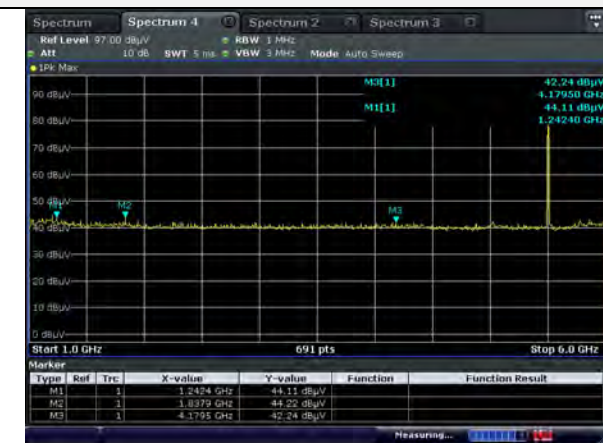 Spectrum Spectrum 4 Spectrum 2 Spectrum 3
Ref Level 97.00 dBµV RBW 1 MHz
Att 10 dB SWT 5 ms VBW 3 MHz Mode Auto Sweep
1Pk Max
M3[1] 42.24 dBµV
4.17950 GHz
M1[1] 44.11 dBµV
1.24240 GHz
90 dBµV
80 dBµV
70 dBµV
60 dBµV
50 dBµV
M1 M2 M3
40 dBµV
30 dBµV
20 dBµV
10 dBµV
0 dBµV
Start 1.0 GHz 691 pts Stop 6.0 GHz
Marker
Type Ref Trc X-value Y-value Function Function Result
M1 1 1.2424 GHz 44.11 dBµV
M2 1 1.8379 GHz 44.22 dBµV
M3 1 4.1795 GHz 42.24 dBµV
Measuring...